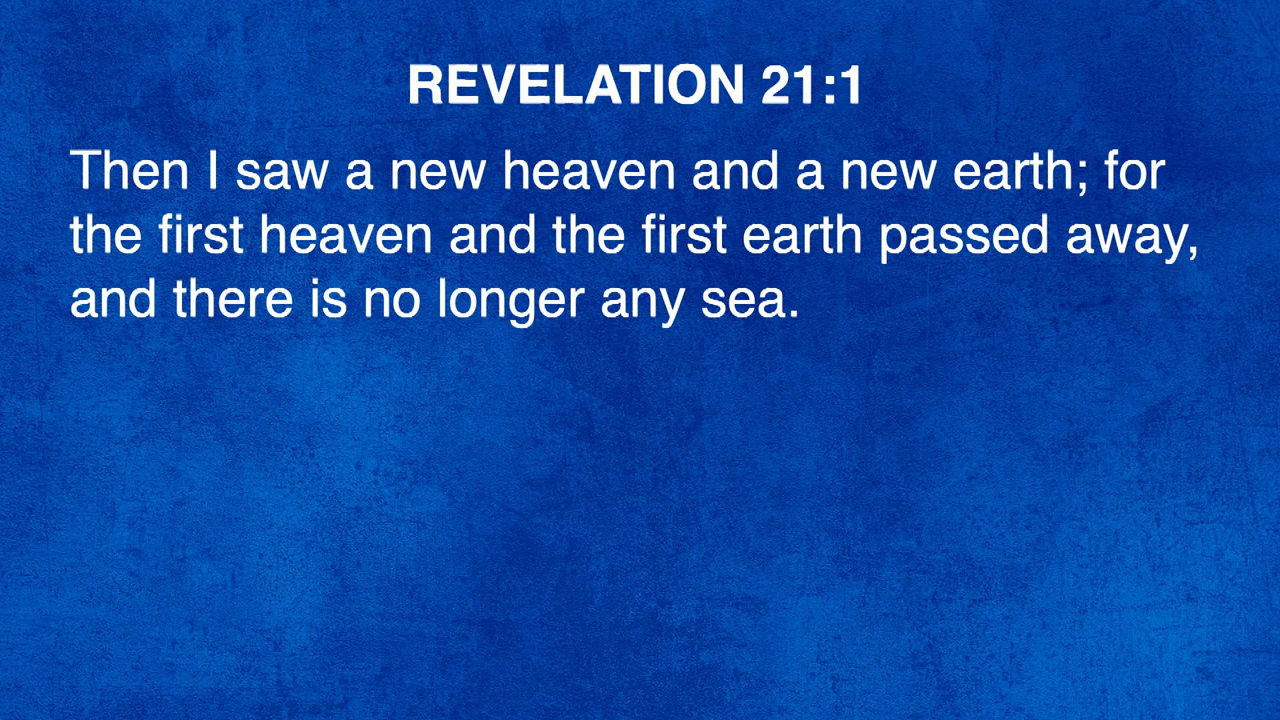 REVELATION 21:1
Then I saw a new heaven and a new earth; for
the first heaven and the first earth passed away,
and there is no longer any sea.